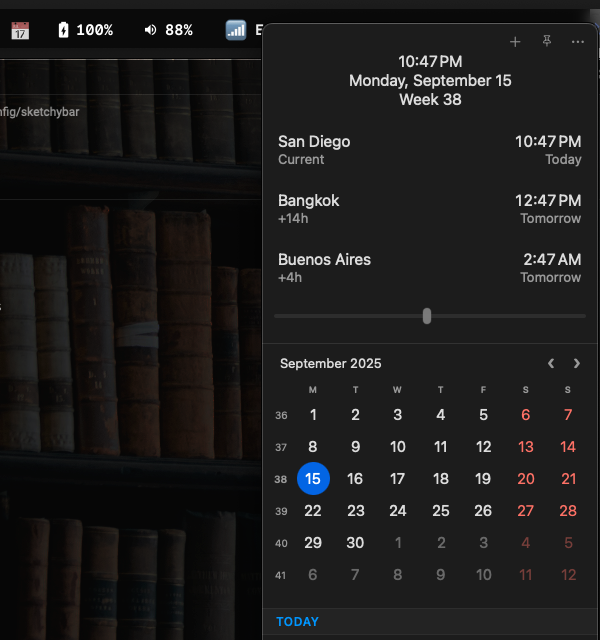 17 100% 88% E
nfig/sketchybar
10:47 PM
Monday, September 15
Week 38
San Diego 10:47 PM
Current Today
Bangkok 12:47 PM
+14h Tomorrow
Buenos Aires 2:47 AM
+4h Tomorrow
September 2025
M T W T F S S
36 1 2 3 4 5 6 7
37 8 9 10 11 12 13 14
38 15 16 17 18 19 20 21
39 22 23 24 25 26 27 28
40 29 30 1 2 3 4 5
41 6 7 8 9 10 11 12
TODAY